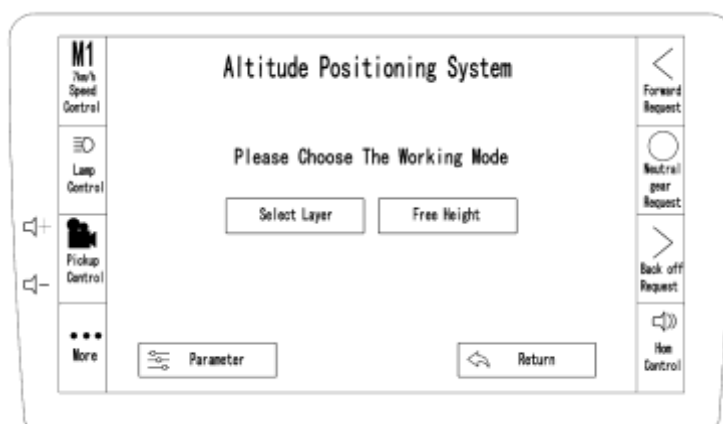 M1
7km/h
Speed
Control
Lamp
Control
Pickup
Control
More
Altitude Positioning System
Please Choose The Working Mode
Select Layer
Free Height
Parameter
Return
Forward
Request
Neutral
gear
Request
Back off
Request
Hom
Control